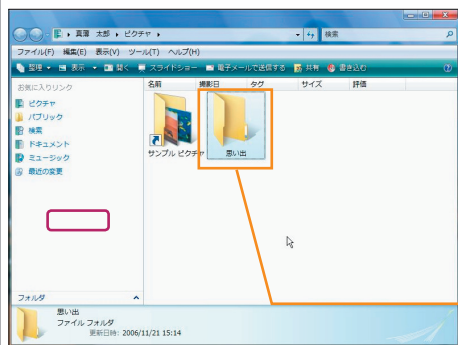 真薄 太郎 ▸ ピクチャ ▸
検索
ファイル(F) 編集(E) 表示(V) ツール(T) ヘルプ(H)
整理 表示 開く スライドショー 電子メールで送信する 共有 書き込む
お気に入りリンク
ピクチャ
パブリック
検索
ドキュメント
ミュージック
最近の変更
フォルダ
名前 撮影日 タグ サイズ 評価
サンプル ピクチャ
思い出
思い出
ファイル フォルダ
更新日時: 2006/11/21 15:14